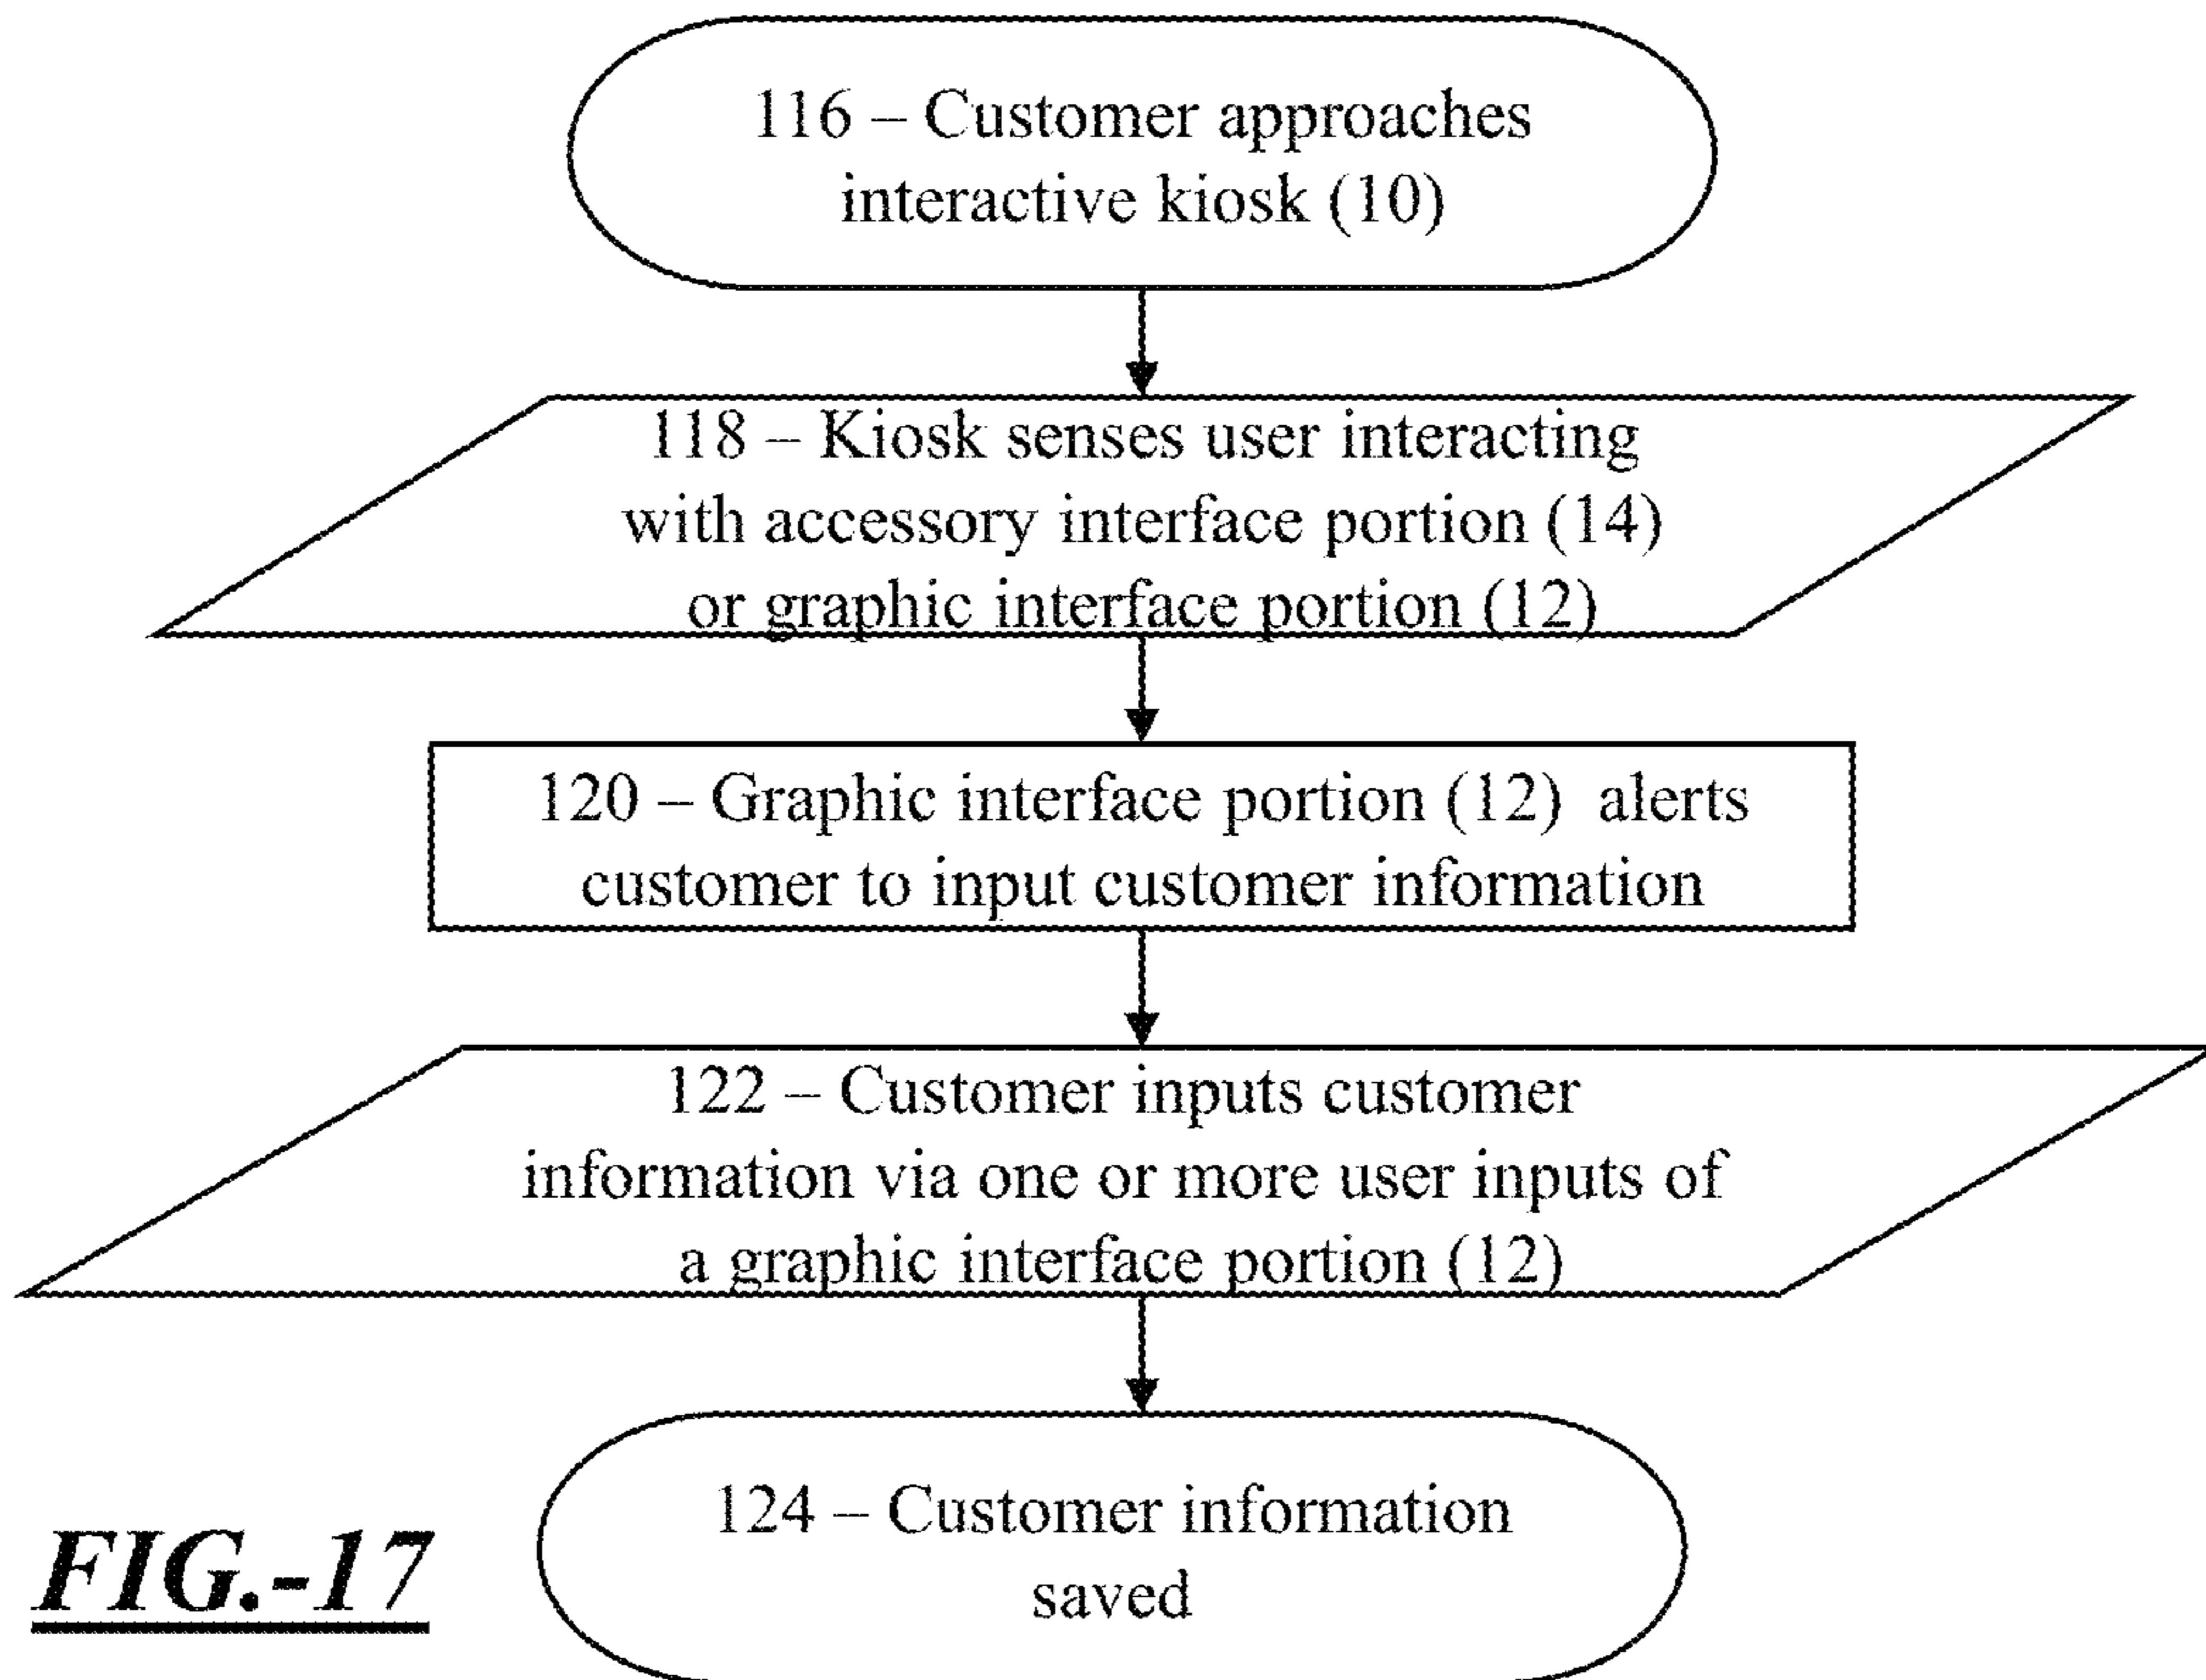 116 – Customer approaches
interactive kiosk (10)
118 – Kiosk senses user interacting
with accessory interface portion (14)
or graphic interface portion (12)
120 – Graphic interface portion (12) alerts
customer to input customer information
122 – Customer inputs customer
information via one or more user inputs of
a graphic interface portion (12)
124 – Customer information
saved
FIG.-17